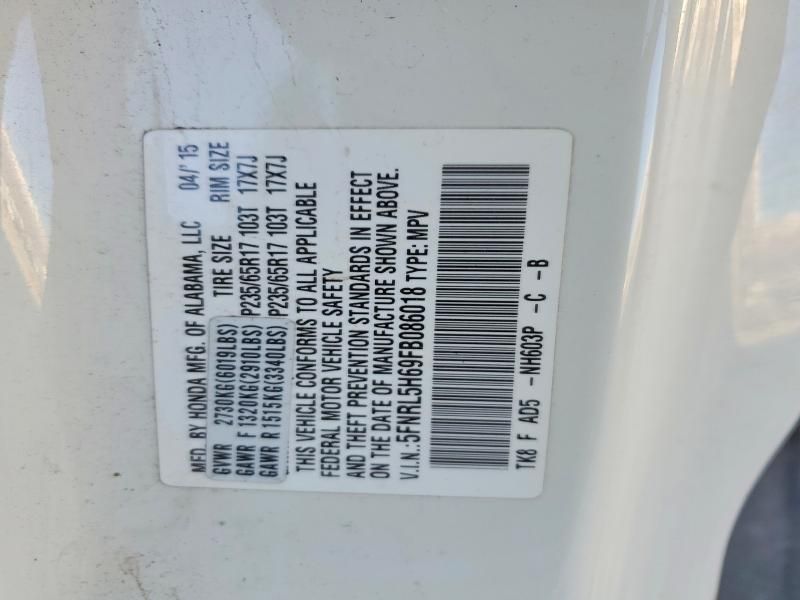 MFD. BY HONDA MFG. OF ALABAMA, LLC 04/'15
GVWR 2730KG(6019LBS) TIRE SIZE RIM SIZE
GAWR F 1320KG(2910LBS) P235/65R17 103T 17X7J
GAWR R 1515KG(3340LBS) P235/65R17 103T 17X7J
THIS VEHICLE CONFORMS TO ALL APPLICABLE
FEDERAL MOTOR VEHICLE SAFETY
AND THEFT PREVENTION STANDARDS IN EFFECT
ON THE DATE OF MANUFACTURE SHOWN ABOVE.
V.I.N.:5FNRL5H69FB086018 TYPE: MPV
TK8 F AD5 -NH603P -C -B